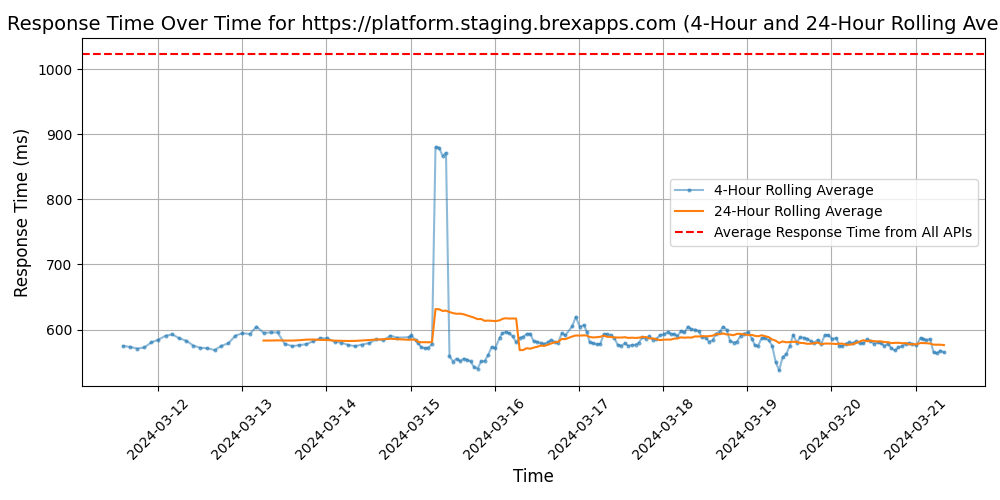 Response Time Over Time for https://platform.staging.brexapps.com (4-Hour and 24-Hour Rolling Ave
Response Time (ms)
1000
900
800
700
600
4-Hour Rolling Average
24-Hour Rolling Average
Average Response Time from All APIs
2024-03-12
2024-03-13
2024-03-14
2024-03-15
2024-03-16
2024-03-17
2024-03-18
2024-03-19
2024-03-20
2024-03-21
Time